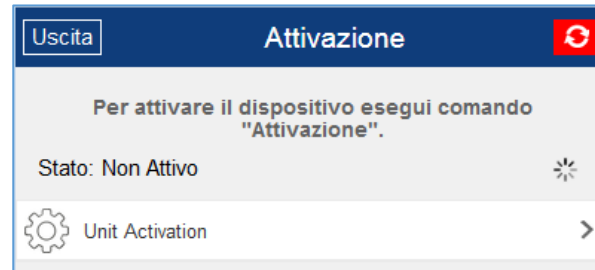 Uscita
Attivazione
Per attivare il dispositivo esegui comando
"Attivazione".
Stato: Non Attivo
Unit Activation